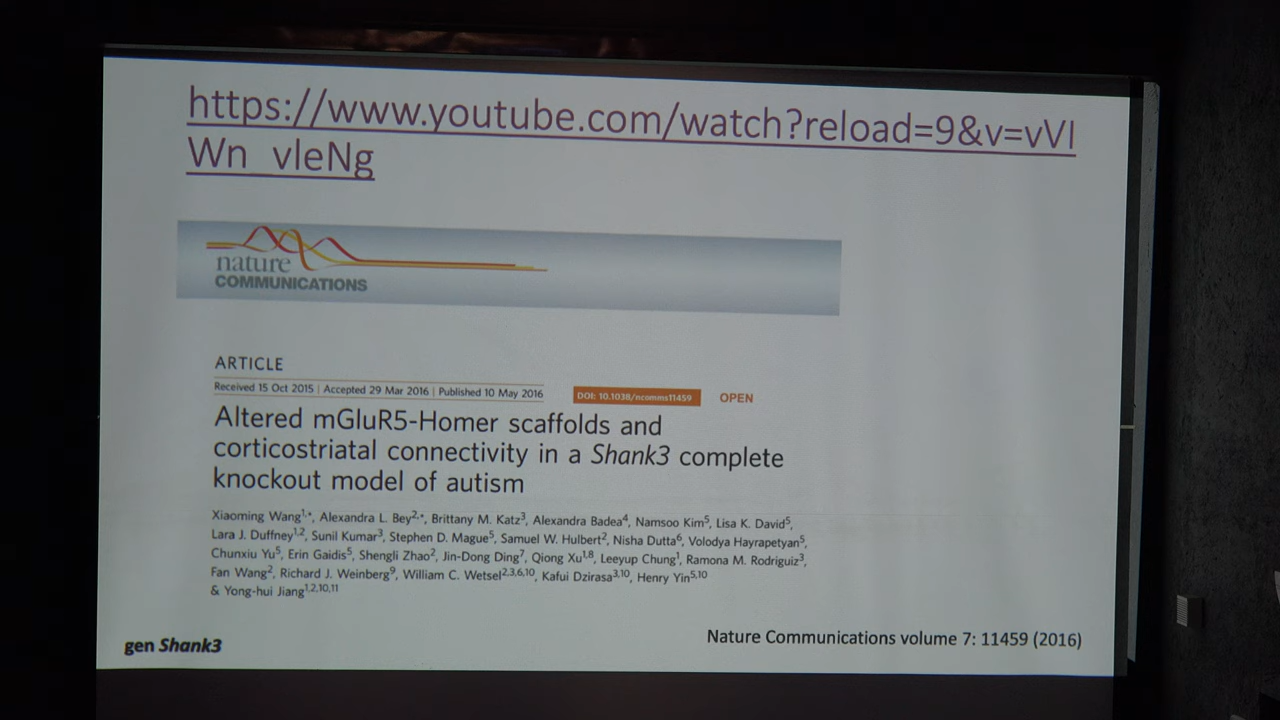 https://www.youtube.com/watch?reload=9&v=vVI
Wn_vleNg
nature
COMMUNICATIONS
ARTICLE
Received 15 Oct 2015 | Accepted 29 Mar 2016 | Published 10 May 2016
DOI: 10.1038/ncomms11459
OPEN
Altered mGluR5-Homer scaffolds and
corticostriatal connectivity in a Shank3 complete
knockout model of autism
Xiaoming Wang1,*, Alexandra L. Bey2,*, Brittany M. Katz3, Alexandra Badea4, Namsoo Kim5, Lisa K. David5,
Lara J. Duffney1,2, Sunil Kumar3, Stephen D. Mague5, Samuel W. Hulbert2, Nisha Dutta6, Volodya Hayrapetyan5,
Chunxiu Yu5, Erin Gaidis5, Shengli Zhao2, Jin-Dong Ding7, Qiong Xu1,8, Leeyup Chung1, Ramona M. Rodriguiz3,
Fan Wang2, Richard J. Weinberg9, William C. Wetsel2,3,6,10, Kafui Dzirasa3,10, Henry Yin5,10
& Yong-hui Jiang1,2,10,11
gen Shank3
Nature Communications volume 7: 11459 (2016)